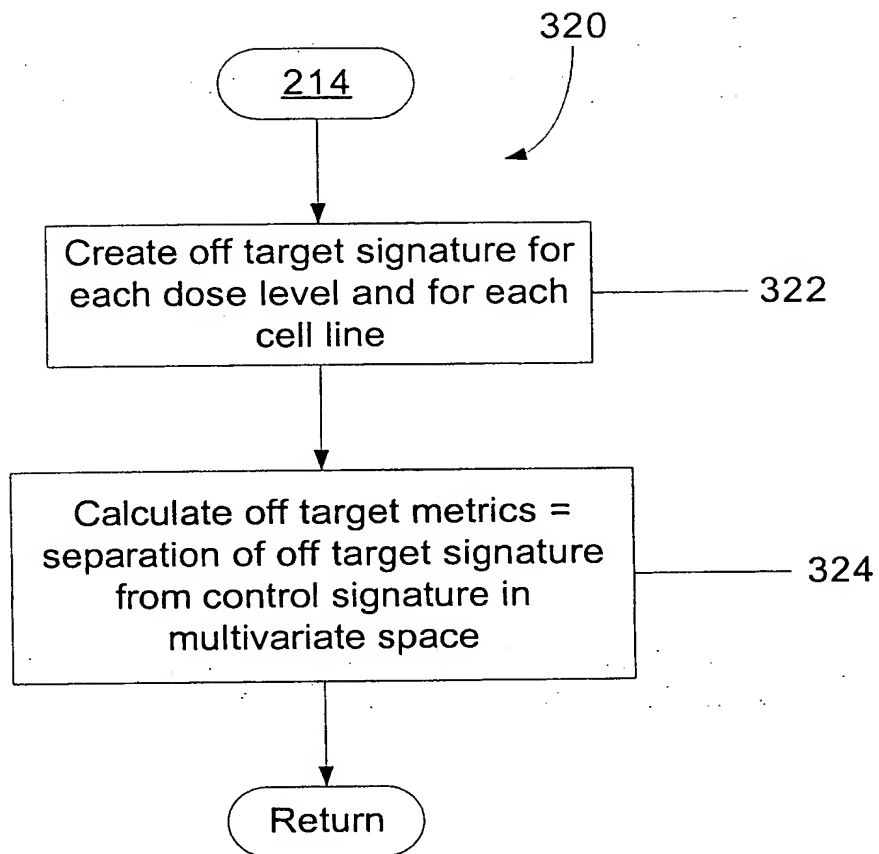 320
214
Create off target signature for
each dose level and for each
cell line
322
Calculate off target metrics =
separation of off target signature
from control signature in
multivariate space
324
Return